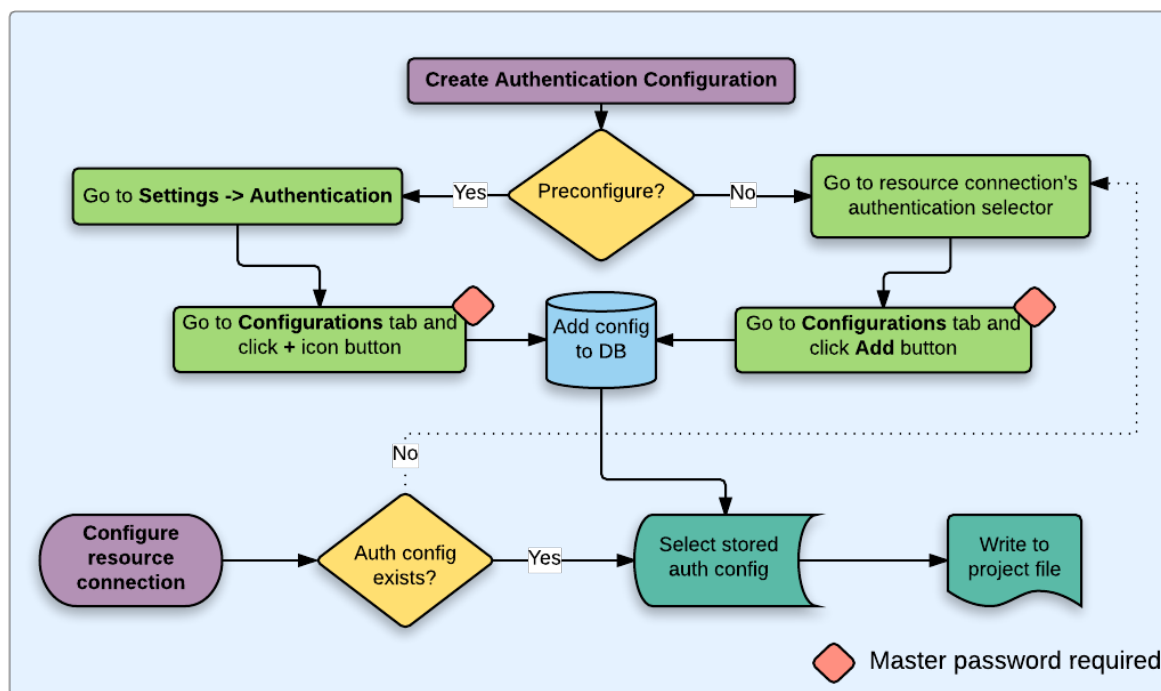 Create Authentication Configuration
Preconfigure?
Yes
No
Go to Settings -> Authentication
Go to resource connection's
authentication selector
Go to Configurations tab and
click + icon button
Add config
to DB
Go to Configurations tab and
click Add button
No
Configure
resource
connection
Auth config
exists?
Yes
Select stored
auth config
Write to
project file
Master password required